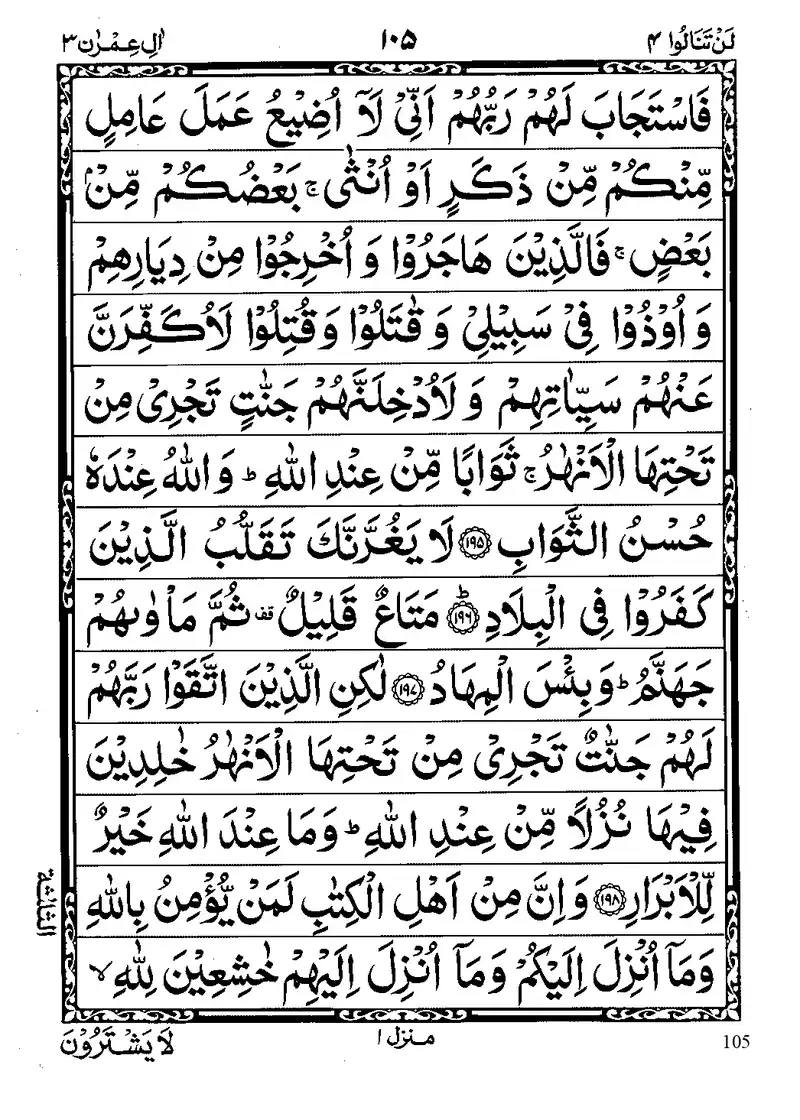 لَنْ تَنَالُوا ۴
۱۰۵
اٰلِ عِمْرٰن ۳
فَاسْتَجَابَ لَهُمْ رَبُّهُمْ اَنِّيْ لَاۤ اُضِيْعُ عَمَلَ عَامِلٍ
مِّنْكُمْ مِّنْ ذَكَرٍ اَوْ اُنْثٰى ۚ بَعْضُكُمْ مِّنْۢ
بَعْضٍ ۚ فَالَّذِيْنَ هَاجَرُوْا وَ اُخْرِجُوْا مِنْ دِيَارِهِمْ
وَ اُوْذُوْا فِيْ سَبِيْلِيْ وَ قٰتَلُوْا وَ قُتِلُوْا لَاُكَفِّرَنَّ
عَنْهُمْ سَيِّاٰتِهِمْ وَ لَاُدْخِلَنَّهُمْ جَنّٰتٍ تَجْرِيْ مِنْ
تَحْتِهَا الْاَنْهٰرُ ۚ ثَوَابًا مِّنْ عِنْدِ اللّٰهِ ؕ وَ اللّٰهُ عِنْدَهٗ
حُسْنُ الثَّوَابِ ۝۱۹۵ لَا يَغُرَّنَّكَ تَقَلُّبُ الَّذِيْنَ
كَفَرُوْا فِي الْبِلَادِ ؕ۝۱۹۶ مَتَاعٌ قَلِيْلٌ قف ثُمَّ مَاْوٰىهُمْ
جَهَنَّمُ ؕ وَ بِئْسَ الْمِهَادُ ۝۱۹۷ لٰكِنِ الَّذِيْنَ اتَّقَوْا رَبَّهُمْ
لَهُمْ جَنّٰتٌ تَجْرِيْ مِنْ تَحْتِهَا الْاَنْهٰرُ خٰلِدِيْنَ
فِيْهَا نُزُلًا مِّنْ عِنْدِ اللّٰهِ ؕ وَ مَا عِنْدَ اللّٰهِ خَيْرٌ
لِّلْاَبْرَارِ ۝۱۹۸ وَ اِنَّ مِنْ اَهْلِ الْكِتٰبِ لَمَنْ يُّؤْمِنُ بِاللّٰهِ
وَ مَاۤ اُنْزِلَ اِلَيْكُمْ وَ مَاۤ اُنْزِلَ اِلَيْهِمْ خٰشِعِيْنَ لِلّٰهِ ۙ
الثلثة
لَا يَشْتَرُوْنَ
منزل ۱
105